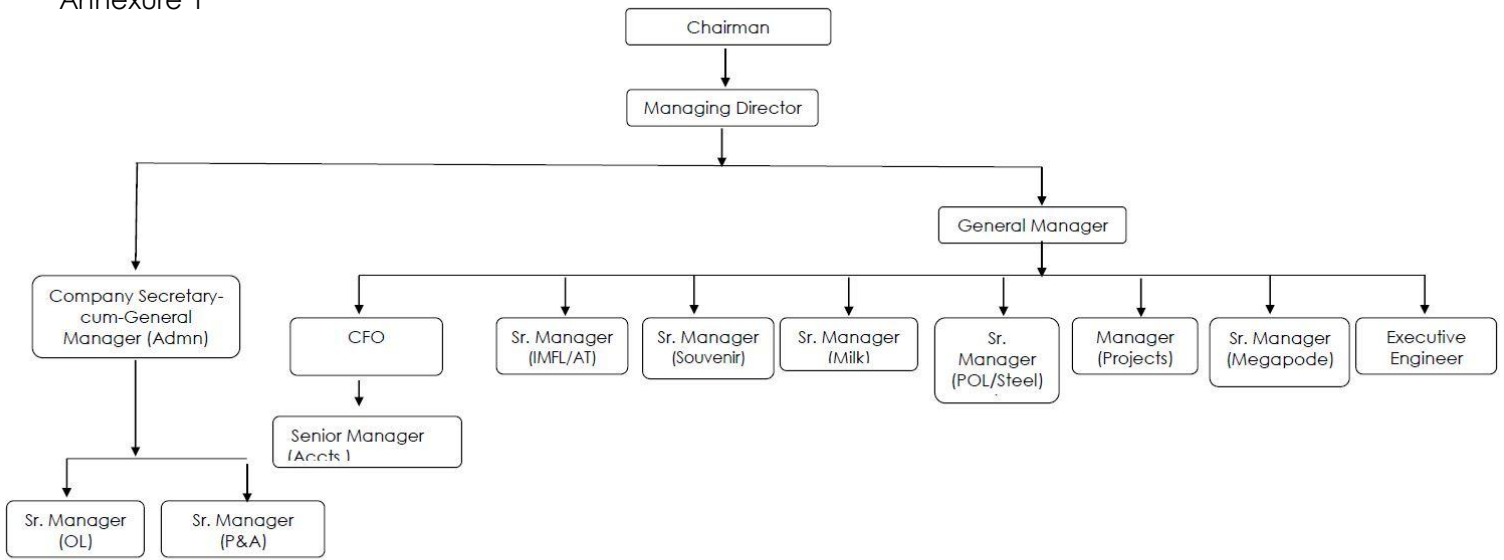 Annexure 1
Chairman
Managing Director
General Manager
Company Secretary-
cum-General
Manager (Admn)
CFO
Sr. Manager
(IMFL/AT)
Sr. Manager
(Souvenir)
Sr. Manager
(Milk)
Sr.
Manager
(POL/Steel)
Manager
(Projects)
Sr. Manager
(Megapode)
Executive
Engineer
Senior Manager
(Accts.)
Sr. Manager
(OL)
Sr. Manager
(P&A)